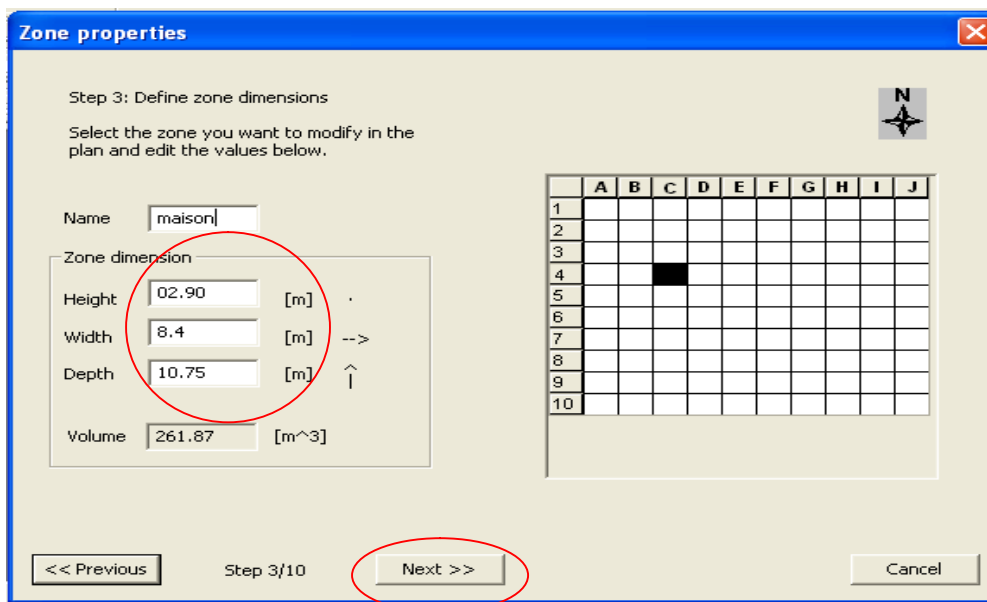 Zone properties
Step 3: Define zone dimensions
N
Select the zone you want to modify in the
plan and edit the values below.
A B C D E F G H I J
Name maison
1
2
Zone dimension
3
Height 02.90 [m] .
4
5
6
Width 8.4 [m] -->
7
8
Depth 10.75 [m] ^
|
9
10
Volume 261.87 [m^3]
<< Previous Step 3/10 Next >> Cancel